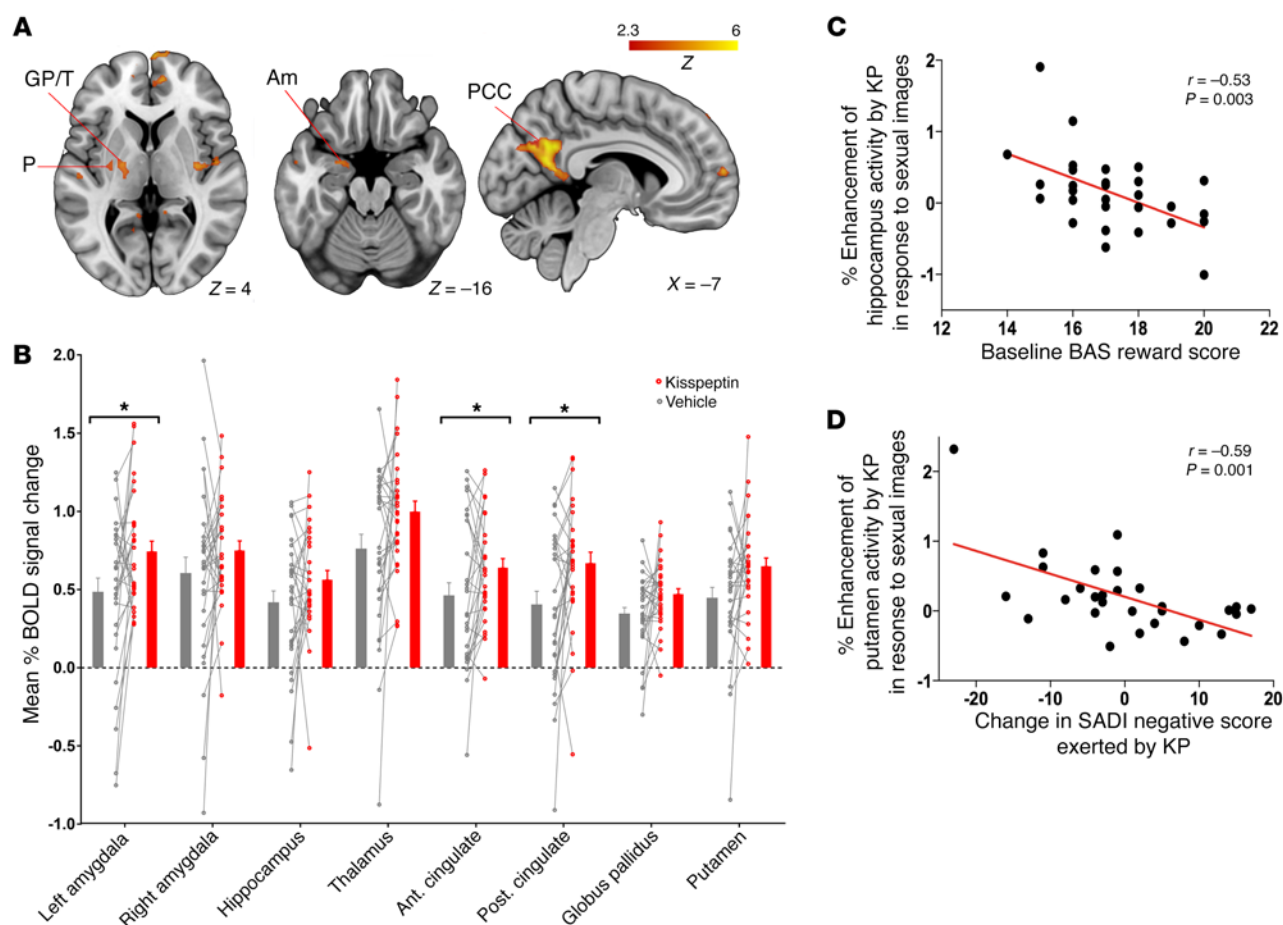 A
GP/T
P
Z = 4
Am
Z = −16
PCC
X = −7
2.3 6
Z
B
Mean % BOLD signal change
2.0
1.5
1.0
0.5
0.0
-0.5
-1.0
* * *
Kisspeptin
Vehicle
Left amygdala
Right amygdala
Hippocampus
Thalamus
Ant. cingulate
Post. cingulate
Globus pallidus
Putamen
C
% Enhancement of
hippocampus activity by KP
in response to sexual images
2
1
0
-1
r = −0.53
P = 0.003
12 14 16 18 20 22
Baseline BAS reward score
D
% Enhancement of
putamen activity by KP
in response to sexual images
2
1
0
-1
r = −0.59
P = 0.001
-20 -10 0 10 20
Change in SADI negative score
exerted by KP